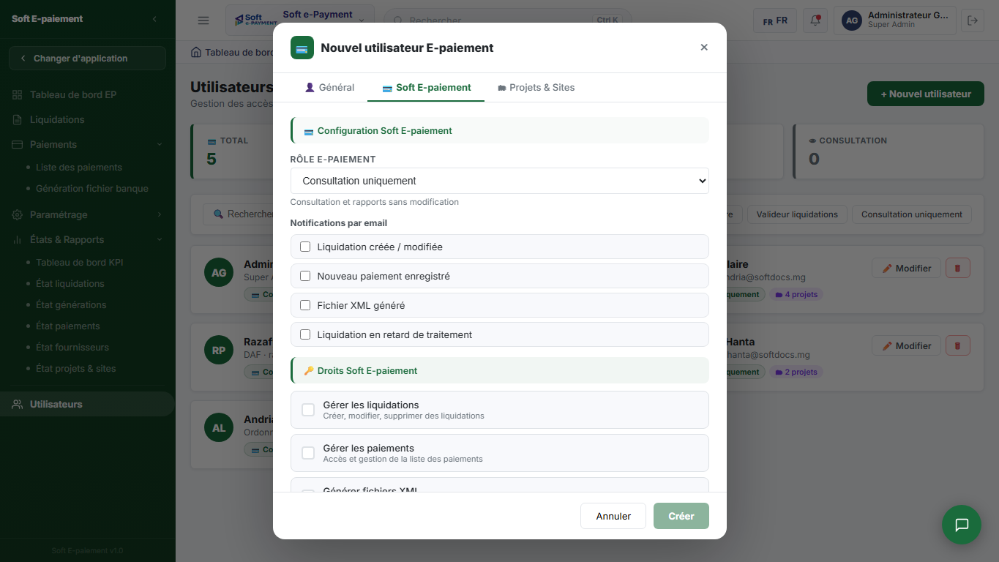 Soft E-paiement
Changer d'application
Tableau de bord EP
Liquidations
Paiements
Liste des paiements
Génération fichier banque
Paramétrage
États & Rapports
Tableau de bord KPI
État liquidations
État générations
État paiements
État fournisseurs
État projets & sites
Utilisateurs
Soft E-paiement v1.0
Soft
e-PAYMENT
Soft e-Payment
Rechercher
Ctrl K
FR FR
AG
Administrateur G...
Super Admin
Tableau de bord
Utilisateurs
Gestion des accès
+ Nouvel utilisateur
TOTAL
5
CONSULTATION
0
Rechercher
re
Valideur liquidations
Consultation uniquement
AG
Admin
Super A
Co
laire
ndria@softdocs.mg
quement
4 projets
Modifier
RP
Razaf
DAF · r
Co
Hanta
hanta@softdocs.mg
quement
2 projets
Modifier
AL
Andria
Ordonn
Co
Nouvel utilisateur E-paiement
Général
Soft E-paiement
Projets & Sites
Configuration Soft E-paiement
RÔLE E-PAIEMENT
Consultation uniquement
Consultation et rapports sans modification
Notifications par email
Liquidation créée / modifiée
Nouveau paiement enregistré
Fichier XML généré
Liquidation en retard de traitement
Droits Soft E-paiement
Gérer les liquidations
Créer, modifier, supprimer des liquidations
Gérer les paiements
Accès et gestion de la liste des paiements
Générer fichiers XML
Annuler
Créer